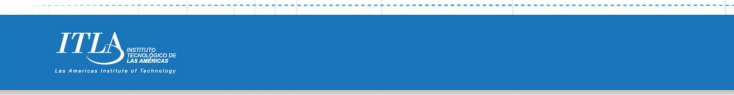 ITLA
INSTITUTO
TECNOLÓGICO DE
LAS AMÉRICAS
Las Americas Institute of Technology